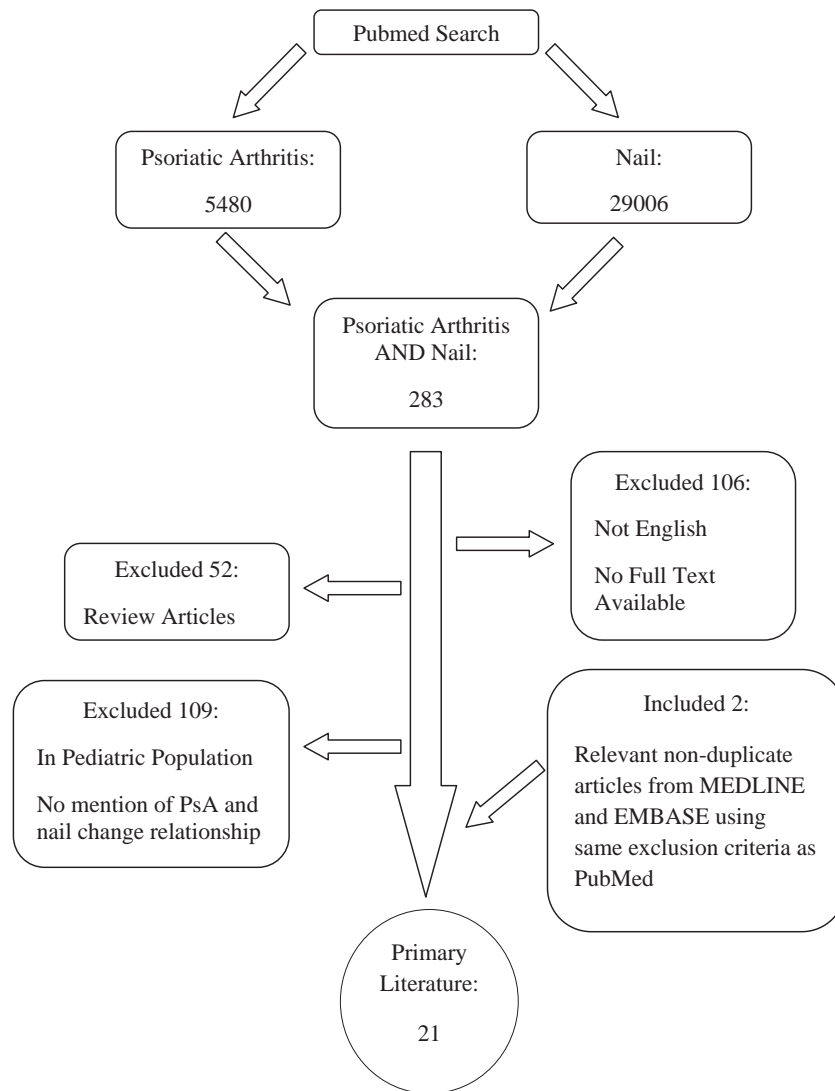 Pubmed Search
Psoriatic Arthritis:
5480
Nail:
29006
Psoriatic Arthritis
AND Nail:
283
Excluded 106:
Not English
No Full Text
Available
Excluded 52:
Review Articles
Excluded 109:
In Pediatric Population
No mention of PsA and
nail change relationship
Included 2:
Relevant non-duplicate
articles from MEDLINE
and EMBASE using
same exclusion criteria as
PubMed
Primary
Literature:
21